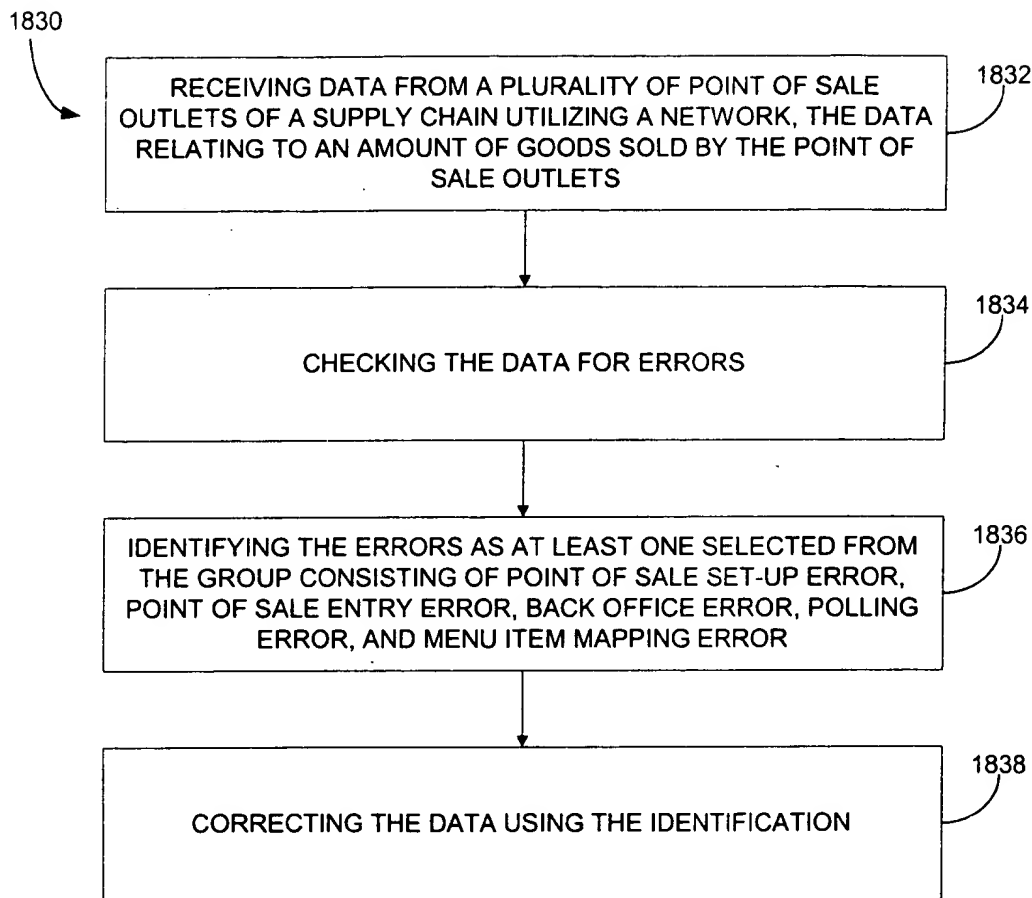 1830
RECEIVING DATA FROM A PLURALITY OF POINT OF SALE
OUTLETS OF A SUPPLY CHAIN UTILIZING A NETWORK, THE DATA
RELATING TO AN AMOUNT OF GOODS SOLD BY THE POINT OF
SALE OUTLETS
1832
CHECKING THE DATA FOR ERRORS
1834
IDENTIFYING THE ERRORS AS AT LEAST ONE SELECTED FROM
THE GROUP CONSISTING OF POINT OF SALE SET-UP ERROR,
POINT OF SALE ENTRY ERROR, BACK OFFICE ERROR, POLLING
ERROR, AND MENU ITEM MAPPING ERROR
1836
CORRECTING THE DATA USING THE IDENTIFICATION
1838